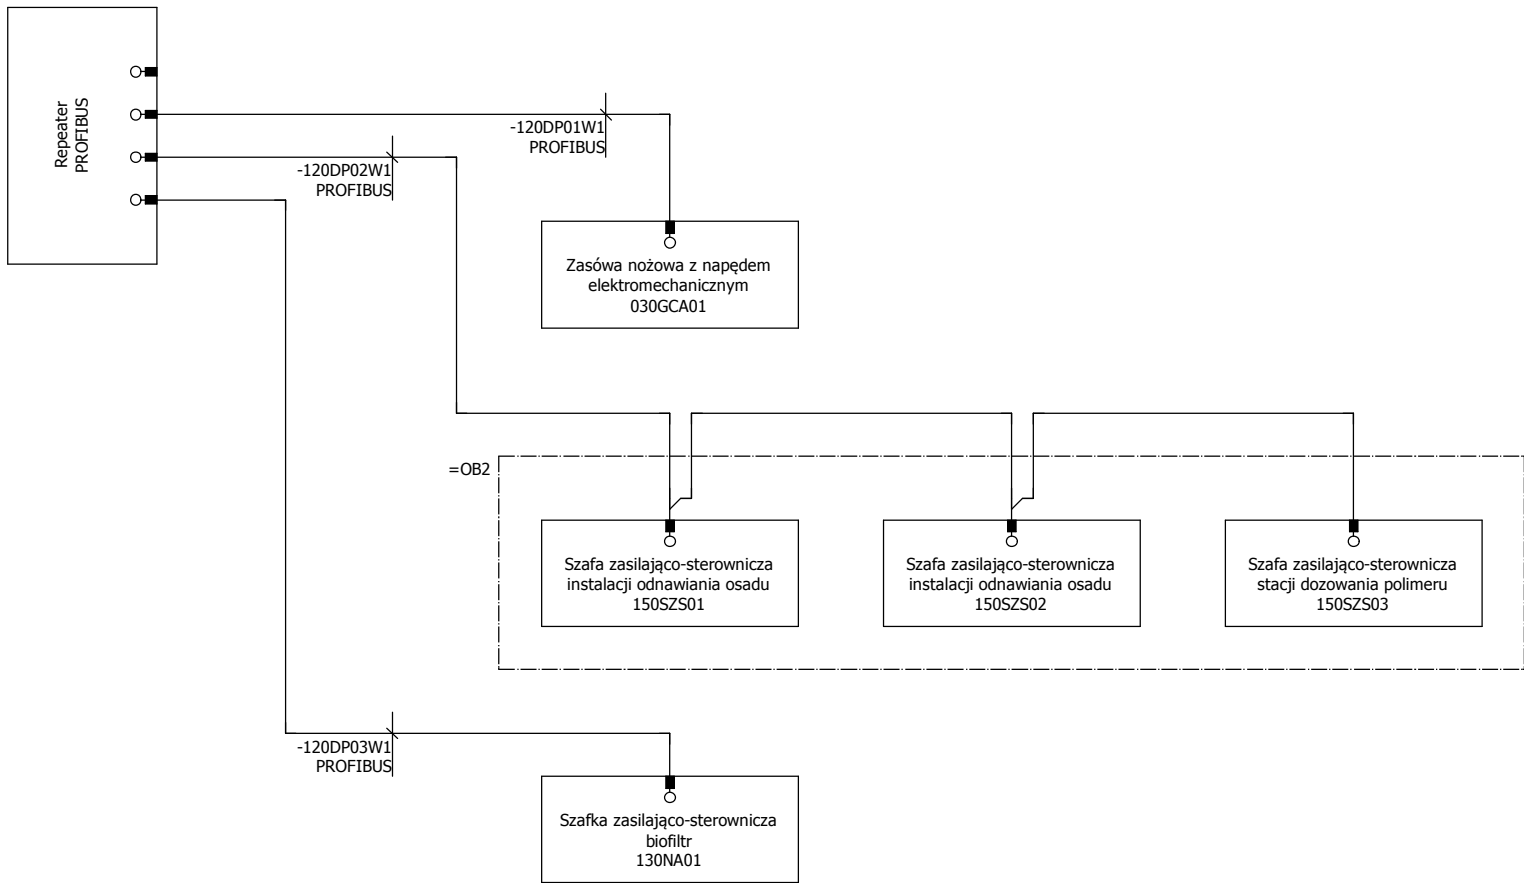 Repeater
PROFIBUS
-120DP01W1
PROFIBUS
-120DP02W1
PROFIBUS
Zasówa nożowa z napędem
elektromechanicznym
030GCA01
=OB2
Szafa zasilająco-sterownicza
instalacji odnawiania osadu
150SZS01
Szafa zasilająco-sterownicza
instalacji odnawiania osadu
150SZS02
Szafa zasilająco-sterownicza
stacji dozowania polimeru
150SZS03
-120DP03W1
PROFIBUS
Szafka zasilająco-sterownicza
biofiltr
130NA01